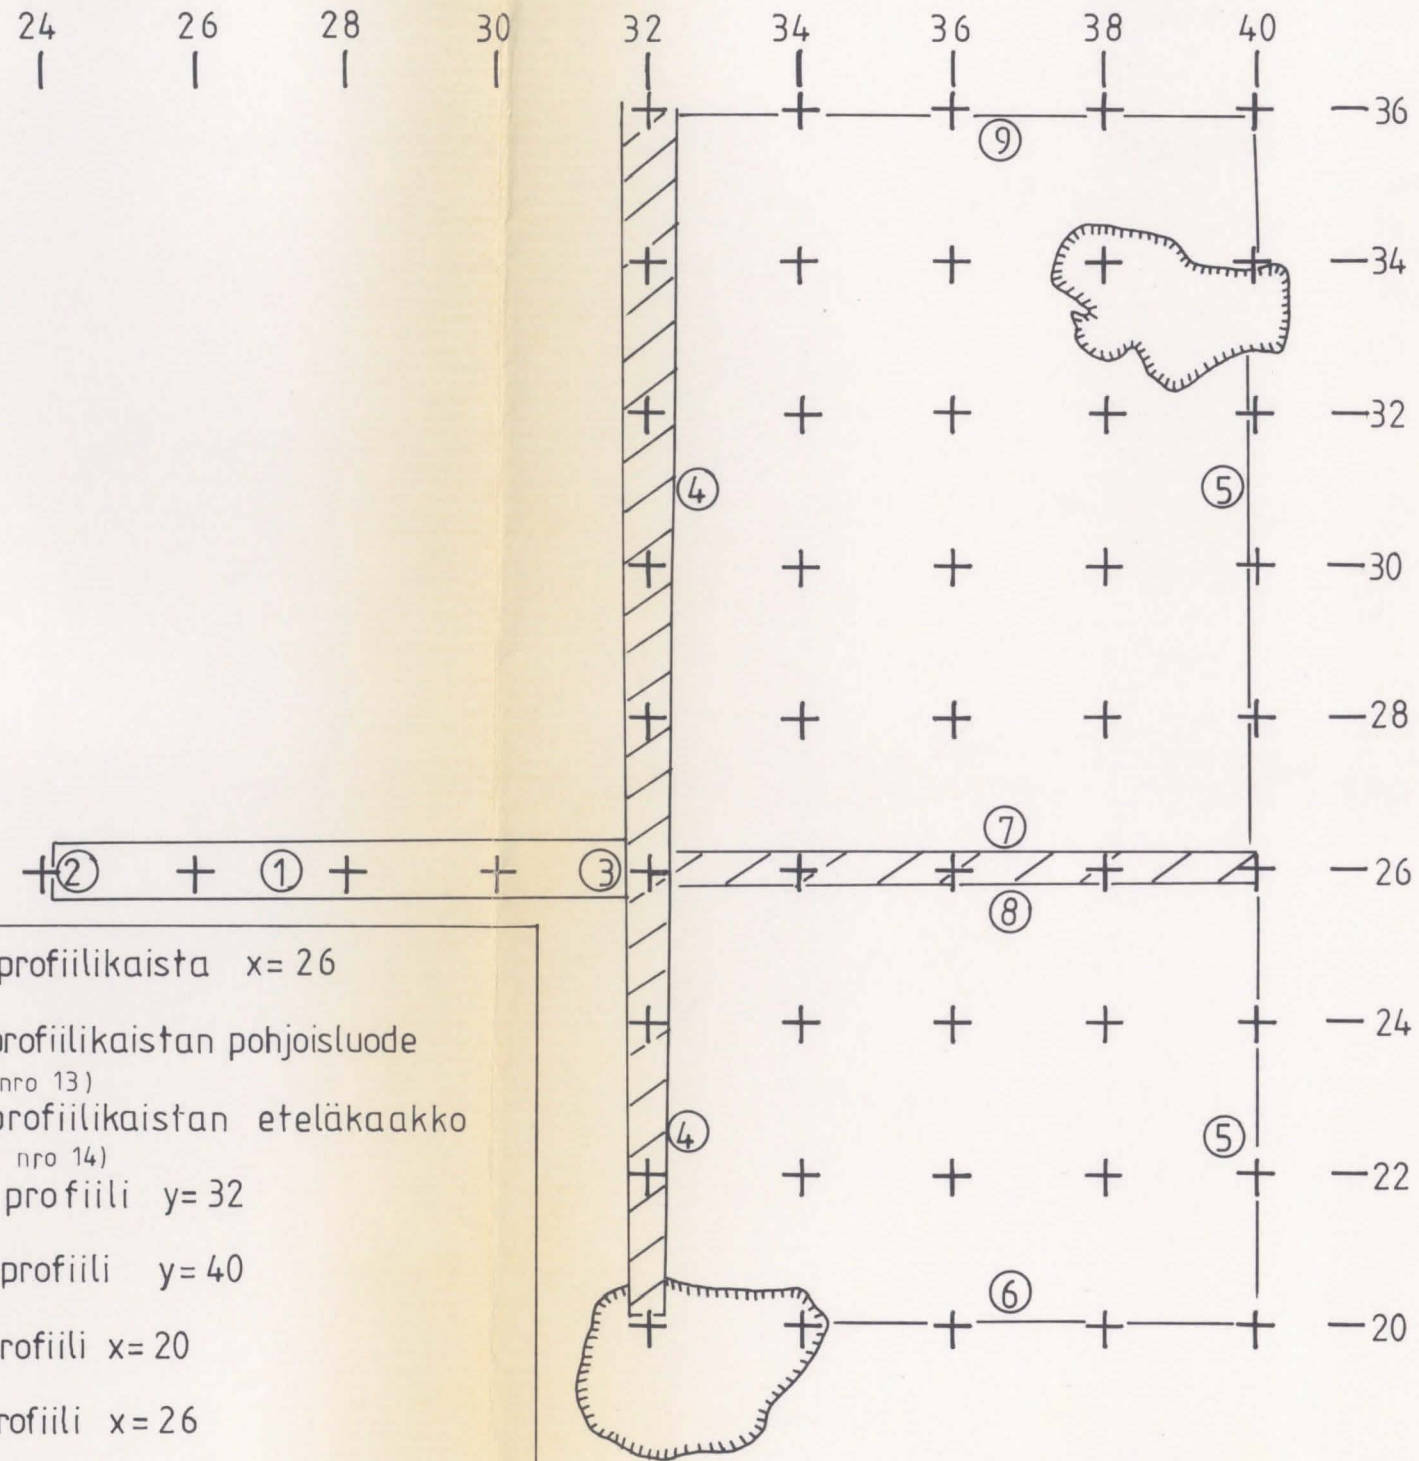 24 26 28 30 32 34 36 38 40
36
9
34
32
4 5
30
28
7
2 1 3 26
8
profiilikaista x= 26
24
profiilikaistan pohjoisluode
nro 13)
profiilikaistan eteläkaakko
4 5
nro 14)
22
profiili y= 32
profiili y= 40
6
20
rofiili x= 20
rofiili x= 26